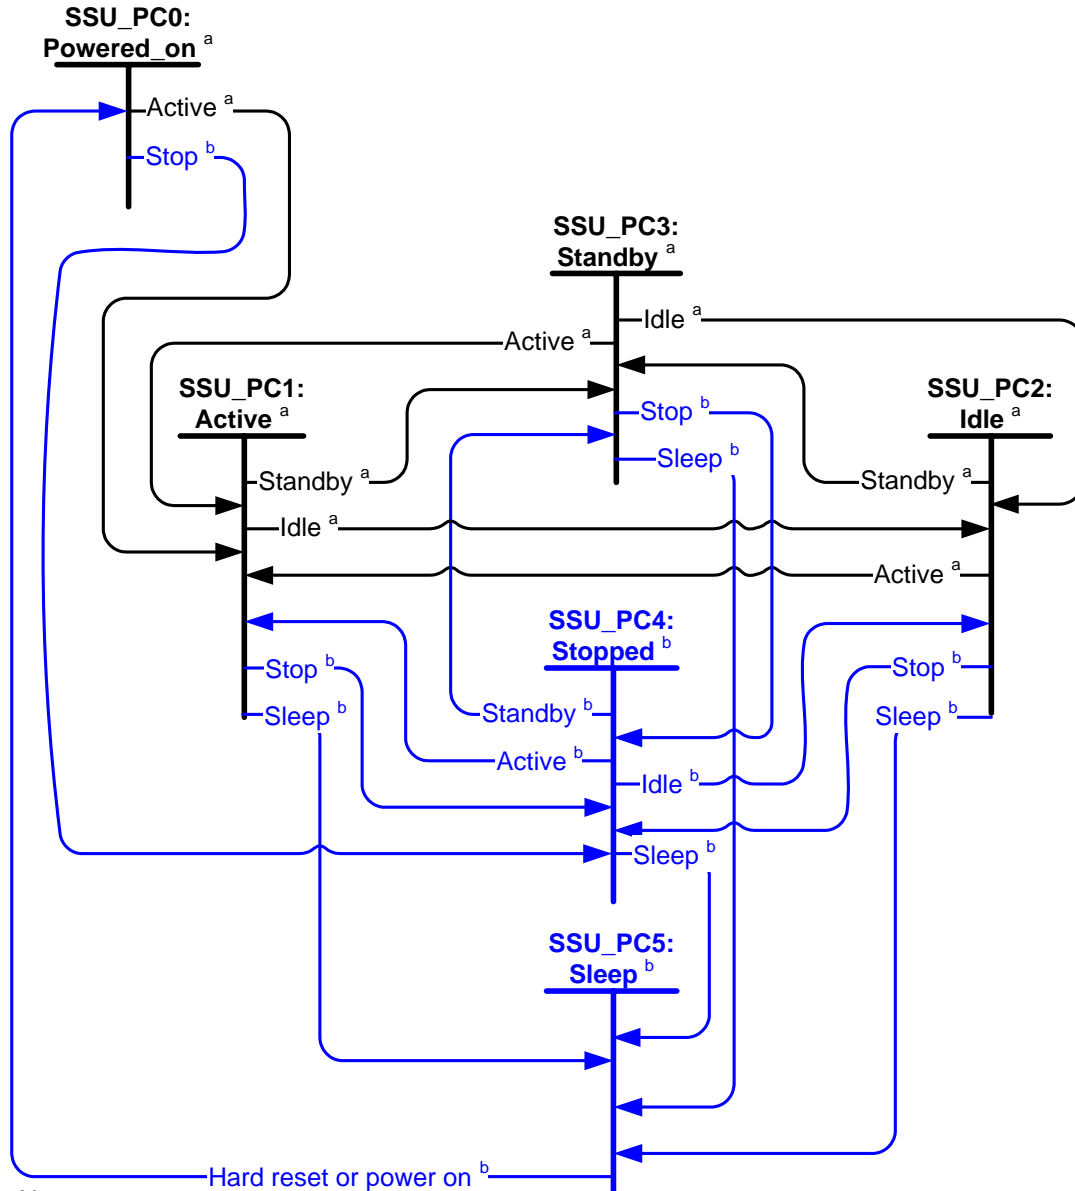 SSU_PC0:
Powered_on a
Active a
Stop b
SSU_PC3:
Standby a
Idle a
Active a
SSU_PC1:
Active a
SSU_PC2:
Idle a
Stop b
Sleep b
Standby a
Standby a
Idle a
Active a
SSU_PC4:
Stopped b
Stop b
Stop b
Sleep b
Standby b
Sleep b
Active b
Idle b
Sleep b
SSU_PC5:
Sleep b
Hard reset or power on b